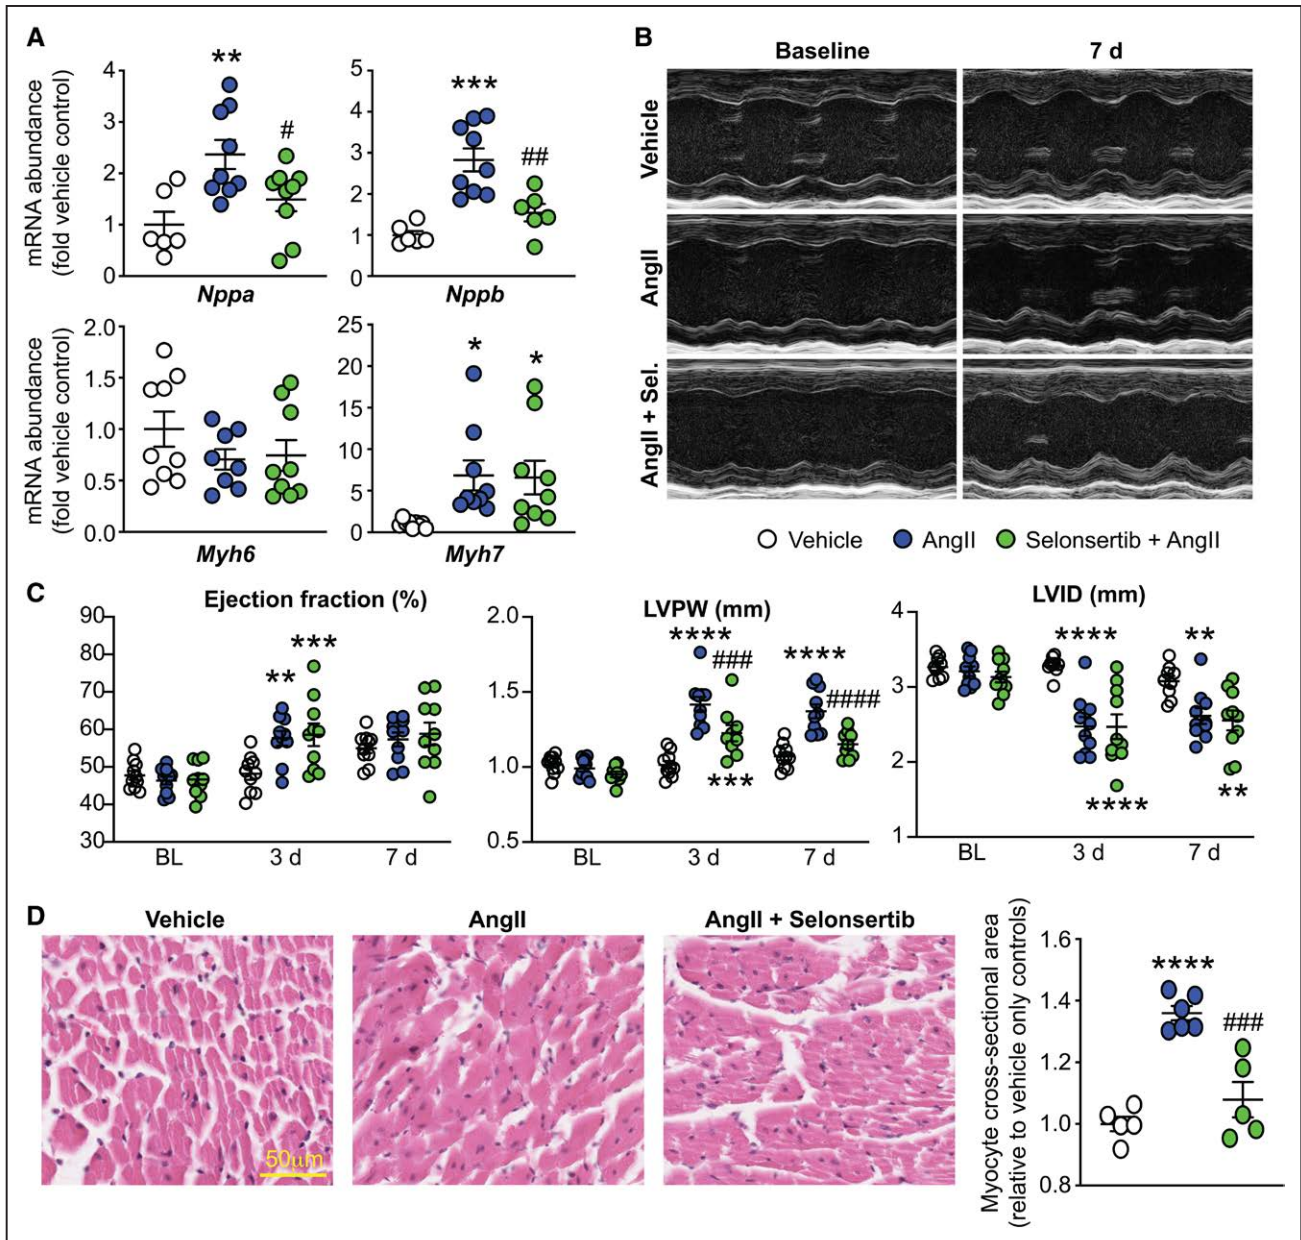 A
mRNA abundance
(fold vehicle control)
4
3
2
1
0
**
#
Nppa
5
4
3
2
1
0
***
##
Nppb
mRNA abundance
(fold vehicle control)
2.0
1.5
1.0
0.5
0.0
Myh6
25
20
15
10
5
0
*
*
Myh7
B
Baseline
7 d
Vehicle
AngII
AngII + Sel.
Vehicle
AngII
Selonsertib + AngII
C
Ejection fraction (%)
90
80
70
60
50
40
30
**
***
BL
3 d
7 d
LVPW (mm)
2.0
1.5
1.0
0.5
****
###
***
****
####
BL
3 d
7 d
LVID (mm)
4
3
2
1
****
****
**
**
BL
3 d
7 d
D
Vehicle
50μm
AngII
AngII + Selonsertib
Myocyte cross-sectional area
(relative to vehicle only controls)
1.6
1.4
1.2
1.0
0.8
****
###